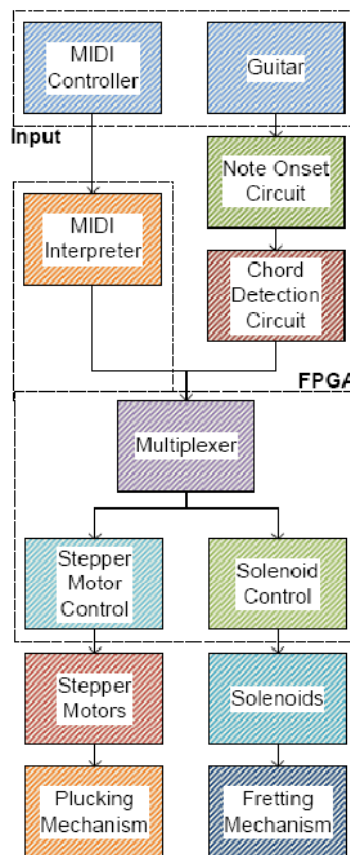 MIDI
Controller
Guitar
Input
Note Onset
Circuit
MIDI
Interpreter
Chord
Detection
Circuit
FPGA
Multiplexer
Stepper
Motor
Control
Solenoid
Control
Stepper
Motors
Solenoids
Plucking
Mechanism
Fretting
Mechanism